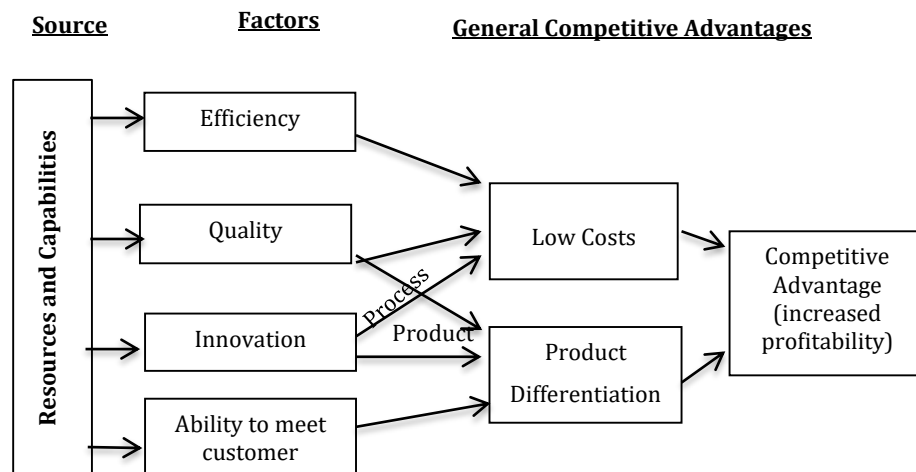 Source
Factors
General Competitive Advantages
Resources and Capabilities
Efficiency
Quality
Innovation
Ability to meet
customer
Process
Product
Low Costs
Product
Differentiation
Competitive
Advantage
(increased
profitability)